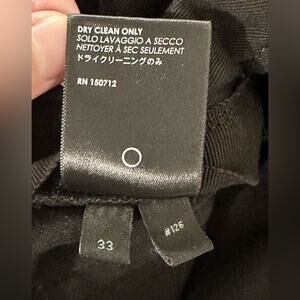 DRY CLEAN ONLY
SOLO LAVAGGIO A SECCO
NETTOYER À SEC SEULEMENT
ドライクリーニングのみ
RN 150712
33
#126